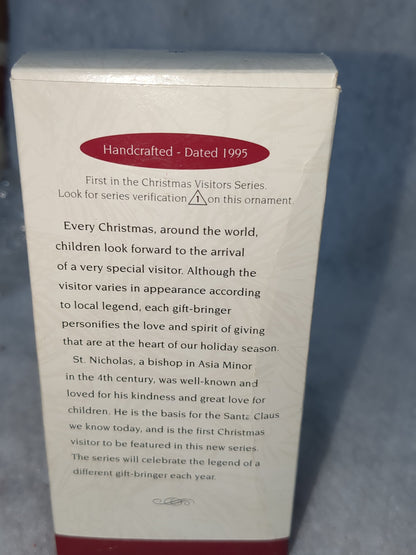 Handcrafted - Dated 1995
First in the Christmas Visitors Series.
Look for series verification 1 on this ornament.
Every Christmas, around the world,
children look forward to the arrival
of a very special visitor. Although the
visitor varies in appearance according
to local legend, each gift-bringer
personifies the love and spirit of giving
that are at the heart of our holiday season.
St. Nicholas, a bishop in Asia Minor
in the 4th century, was well-known and
loved for his kindness and great love for
children. He is the basis for the Santa Claus
we know today, and is the first Christmas
visitor to be featured in this new series.
The series will celebrate the legend of a
different gift-bringer each year.